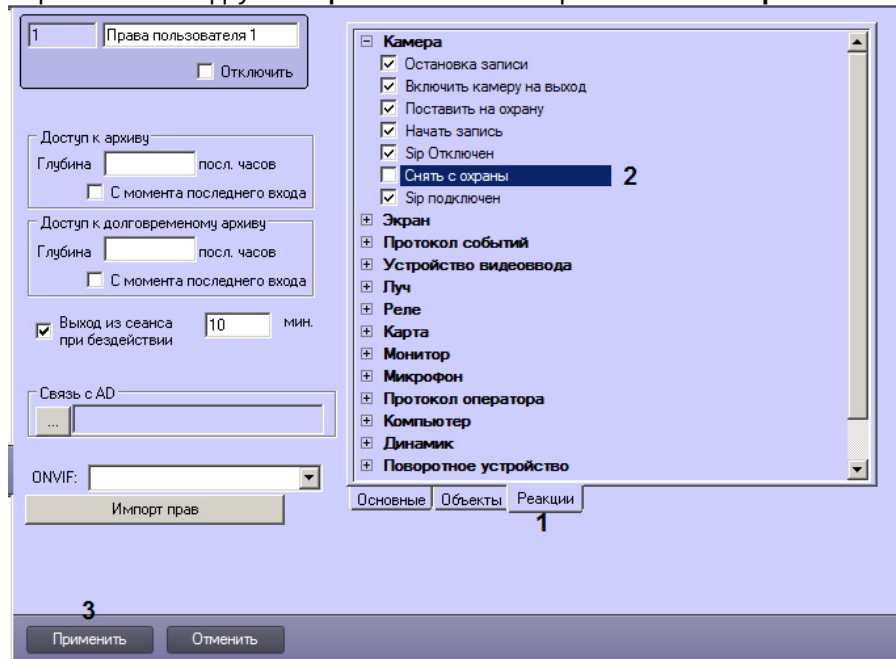 1 Права пользователя 1
Отключить
Доступ к архиву
Глубина посл. часов
С момента последнего входа
Доступ к долговременому архиву
Глубина посл. часов
С момента последнего входа
Выход из сеанса
при бездействии
10 мин.
Связь с AD
...
ONVIF:
Импорт прав
Камера
Остановка записи
Включить камеру на выход
Поставить на охрану
Начать запись
Sip Отключен
Снять с охраны 2
Sip подключен
Экран
Протокол событий
Устройство видеоввода
Луч
Реле
Карта
Монитор
Микрофон
Протокол оператора
Компьютер
Динамик
Поворотное устройство
Основные Объекты Реакции
1
3
Применить Отменить